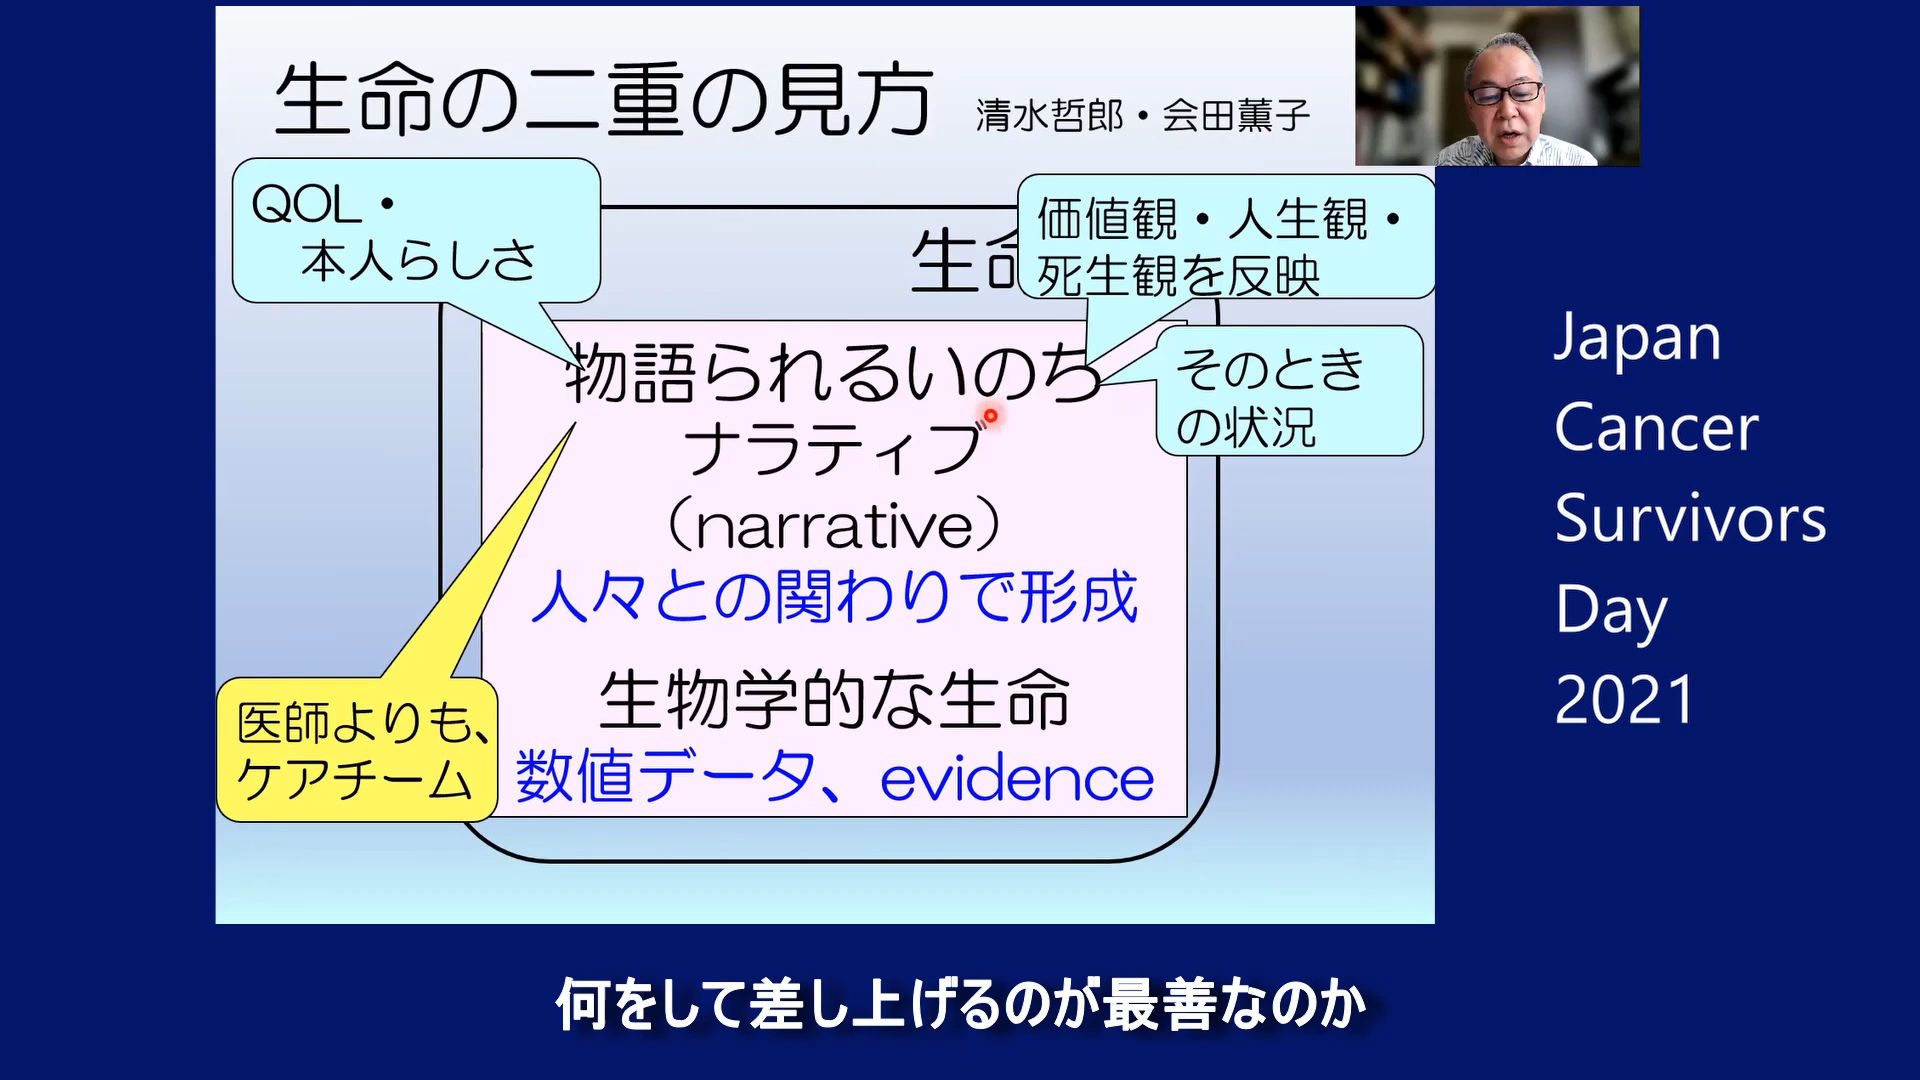 生命の二重の見方 清水哲郎・会田薫子
QOL・
本人らしさ
価値観・人生観・
死生観を反映
生命
そのとき
の状況
物語られるいのち
ナラティブ
（narrative）
人々との関わりで形成
医師よりも、
ケアチーム
生物学的な生命
数値データ、evidence
Japan
Cancer
Survivors
Day
2021
何をして差し上げるのが最善なのか